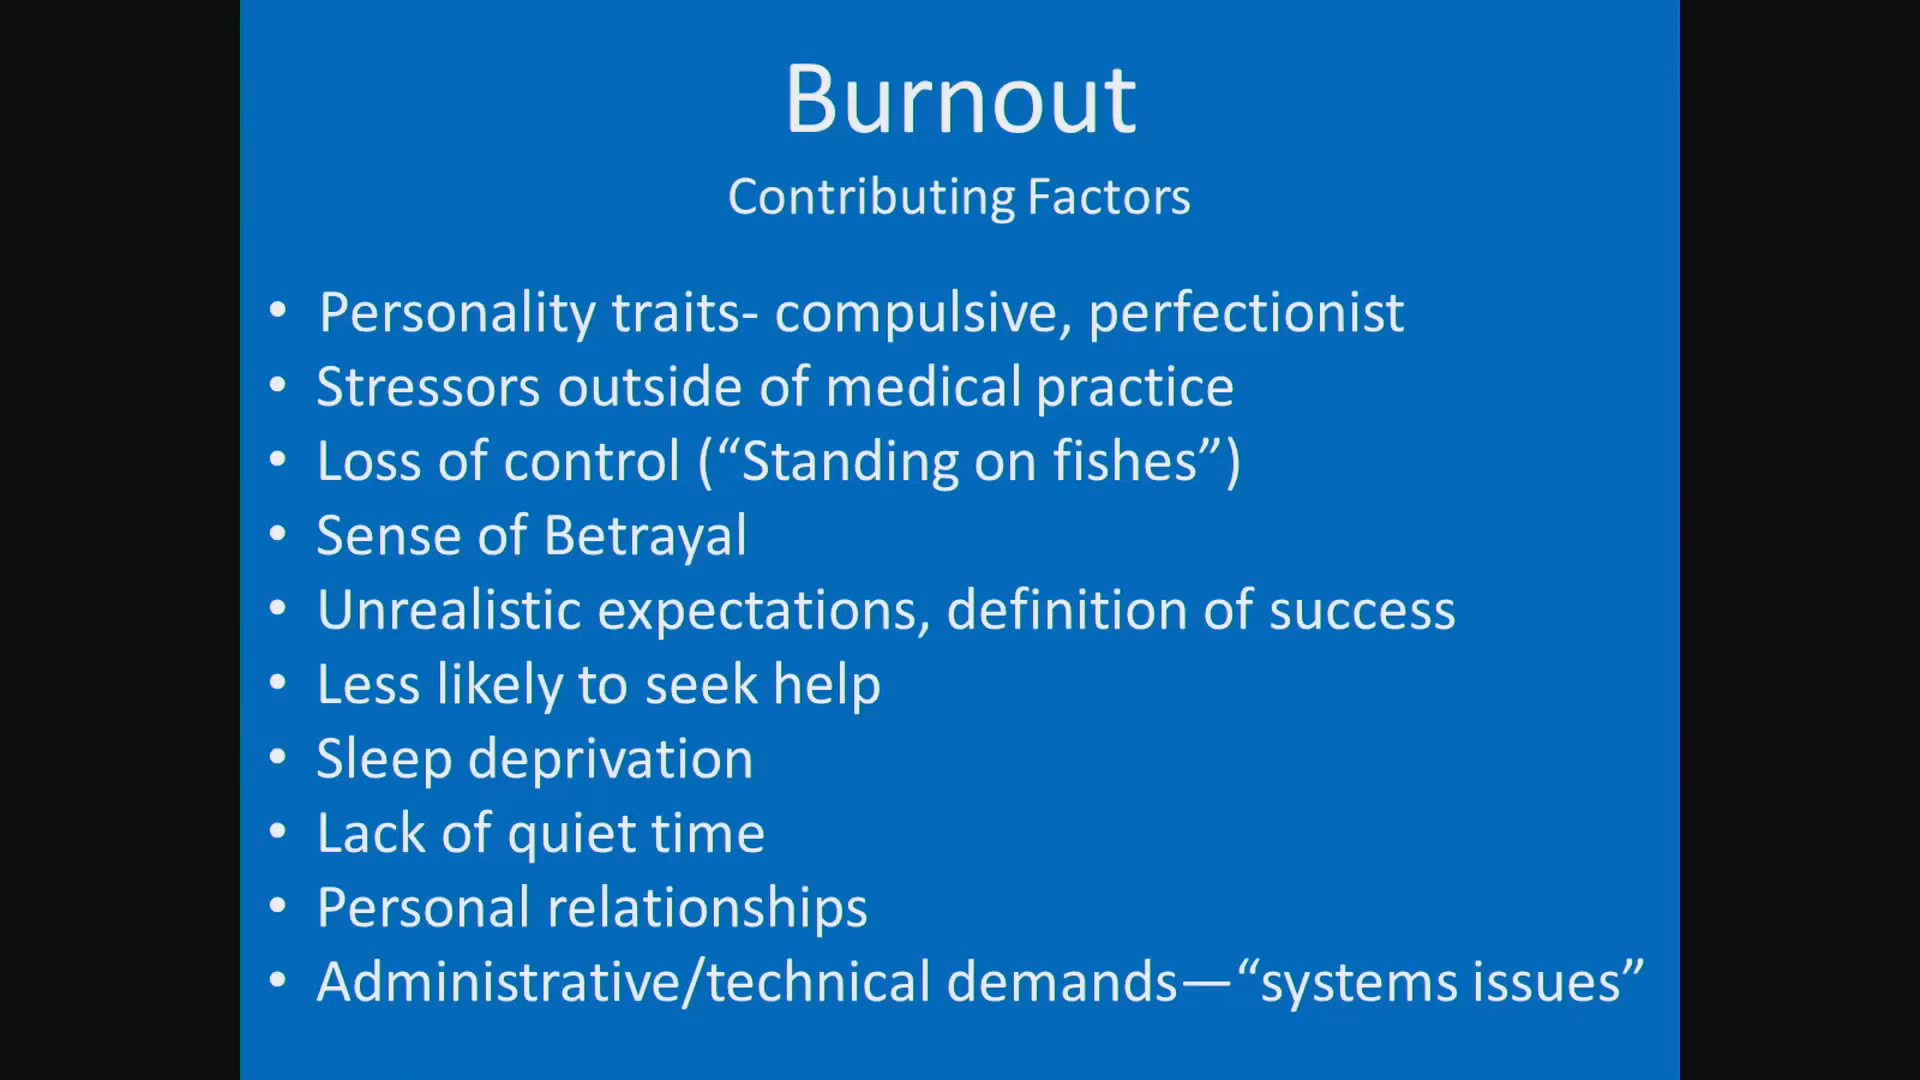 Burnout
Contributing Factors
• Personality traits- compulsive, perfectionist
• Stressors outside of medical practice
• Loss of control (“Standing on fishes”)
• Sense of Betrayal
• Unrealistic expectations, definition of success
• Less likely to seek help
• Sleep deprivation
• Lack of quiet time
• Personal relationships
• Administrative/technical demands—“systems issues”